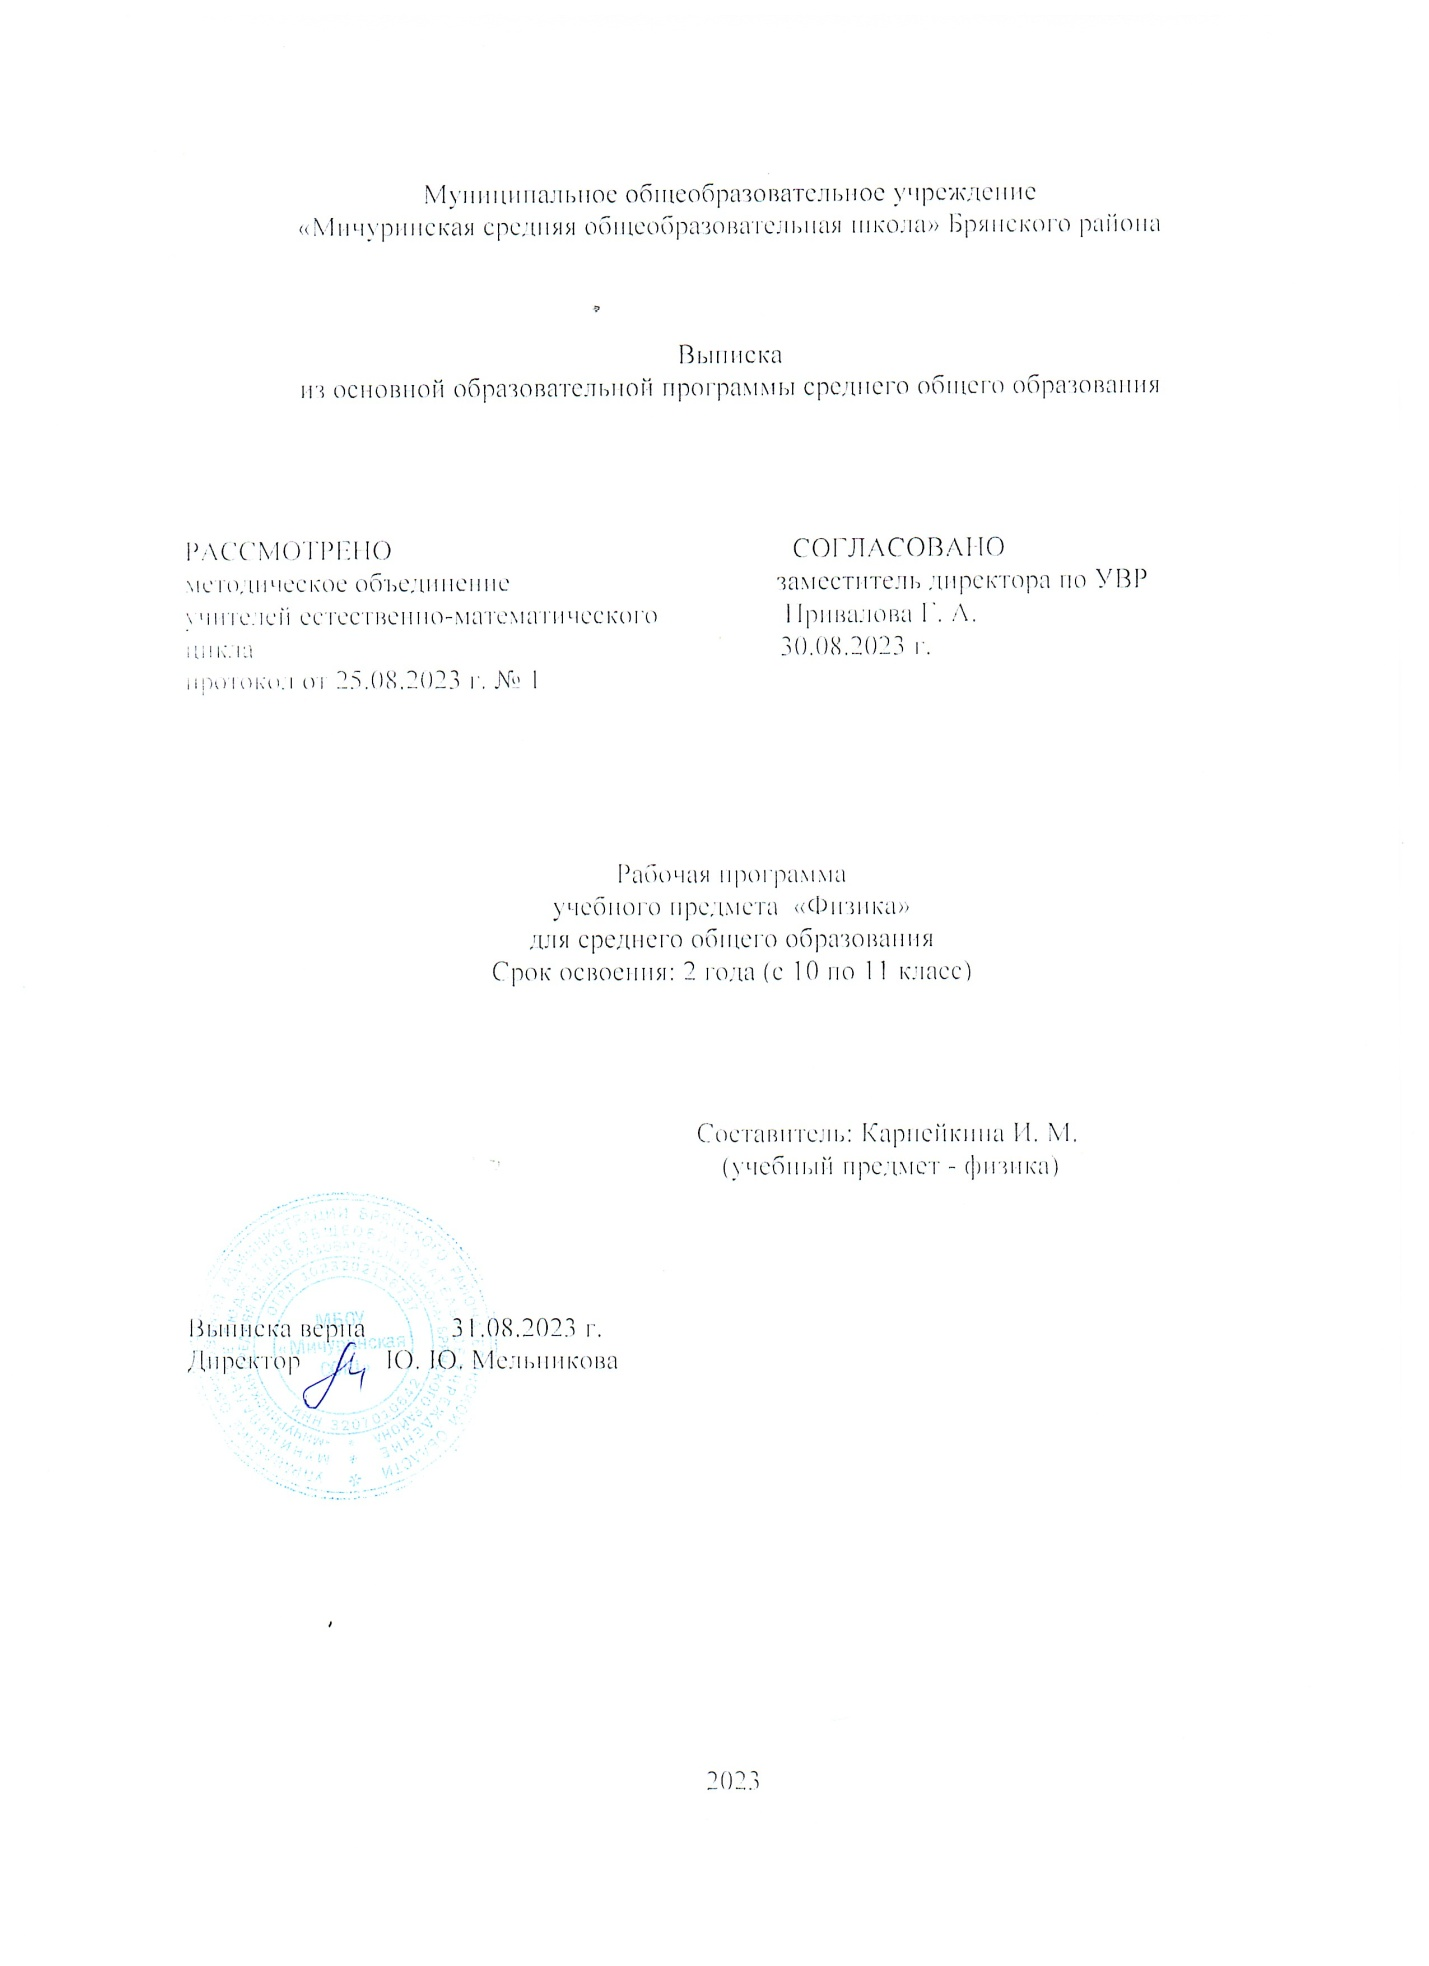 Муниципальное общеобразовательное учреждение
«Мичуринская средняя общеобразовательная школа» Брянского района
Выписка
из основной образовательной программы среднего общего образования
РАССМОТРЕНО
методическое объединение
учителей естественно-математического
цикла
протокол от 25.08.2023 г. № 1
СОГЛАСОВАНО
заместитель директора по УВР
Привалова Г. А.
30.08.2023 г.
Рабочая программа
учебного предмета «Физика»
для среднего общего образования
Срок освоения: 2 года (с 10 по 11 класс)
Составитель: Карпейкина И. М.
(учебный предмет - физика)
Выписка верна 31.08.2023 г.
Директор Ю. Ю. Мельникова
МБОУ
«Мичуринская
2023